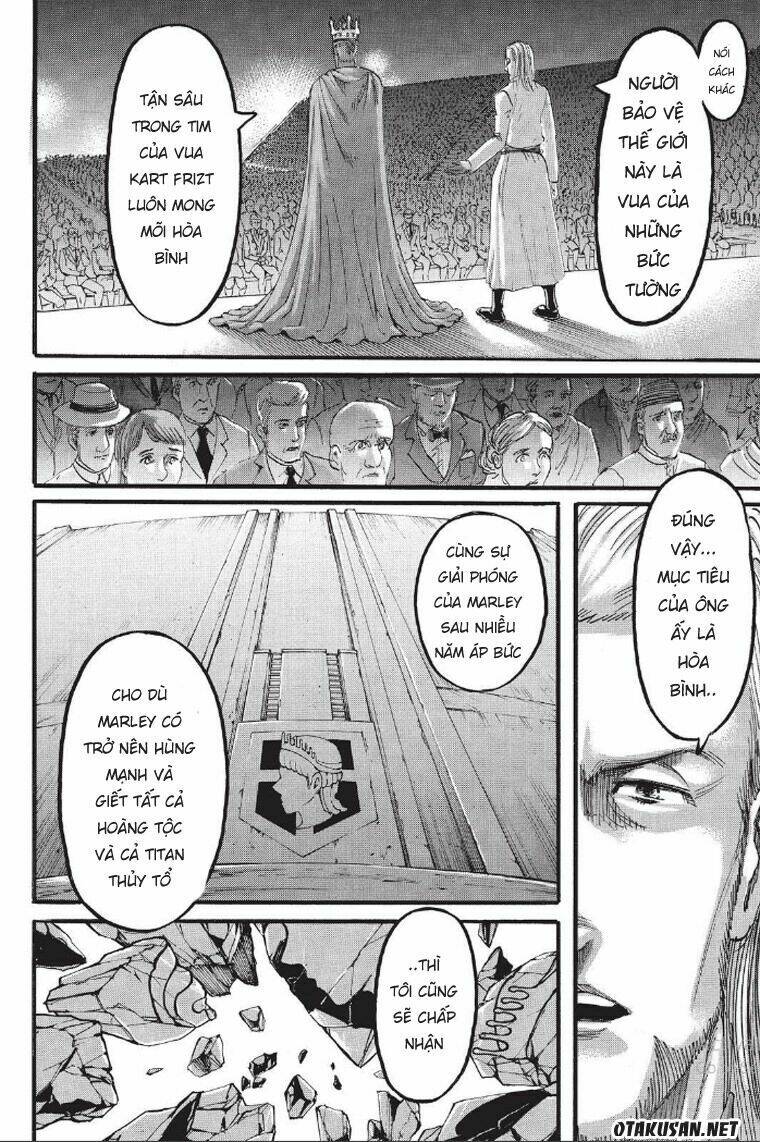 NÓI
CÁCH
KHÁC
NGƯỜI
BẢO VỆ
THẾ GIỚI
NÀY LÀ
VUA CỦA
NHỮNG
BỨC
TƯỜNG
TẬN SÂU
TRONG TIM
CỦA VUA
KART FRIZT
LUÔN MONG
MỎI HÒA
BÌNH
ĐÚNG
VẬY...
MỤC TIÊU
CỦA ÔNG
ẤY LÀ
HÒA
BÌNH..
CÙNG SỰ
GIẢI PHÓNG
CỦA MARLEY
SAU NHIỀU
NĂM ÁP BỨC
CHO DÙ
MARLEY CÓ
TRỞ NÊN HÙNG
MẠNH VÀ
GIẾT TẤT CẢ
HOÀNG TỘC
VÀ CẢ TITAN
THỦY TỔ
..THÌ
TÔI CŨNG
SẼ CHẤP
NHẬN
OTAKUSAN.NET